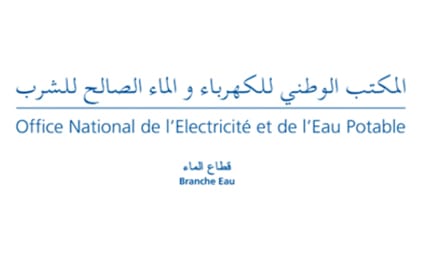 المكتب الوطني للكهرباء و الماء الصالح للشرب
Office National de l'Electricité et de l'Eau Potable
قطاع الماء
Branche Eau